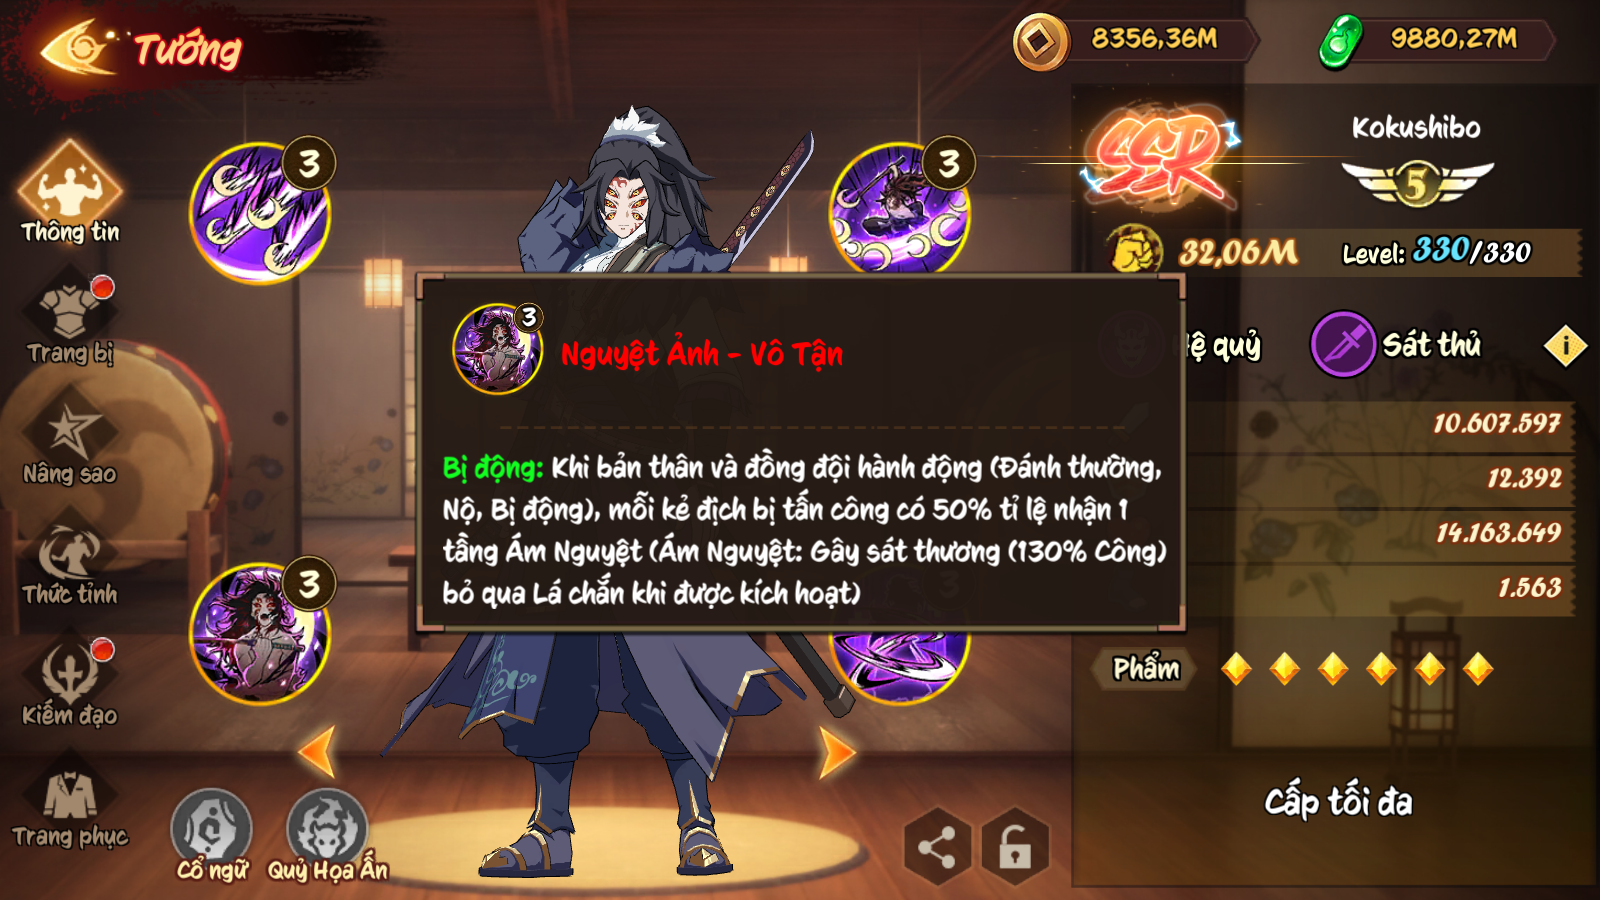 Tướng
8356,36M
9880,27M
SSR
Kokushibo
5
32,06M
Level: 330/330
Thông tin
Trang bị
Nâng sao
Thức tỉnh
Kiếm đạo
Trang phục
3
3
3
3
Nguyệt Ảnh - Vô Tận
Bị động: Khi bản thân và đồng đội hành động (Đánh thường,
Nộ, Bị động), mỗi kẻ địch bị tấn công có 50% tỉ lệ nhận 1
tầng Ám Nguyệt (Ám Nguyệt: Gây sát thương (130% Công)
bỏ qua Lá chắn khi được kích hoạt)
quỷ
Sát thủ
i
10.607.597
12.392
14.163.649
1.563
Phẩm
Cấp tối đa
Cổ ngữ
Quỷ Họa Ấn